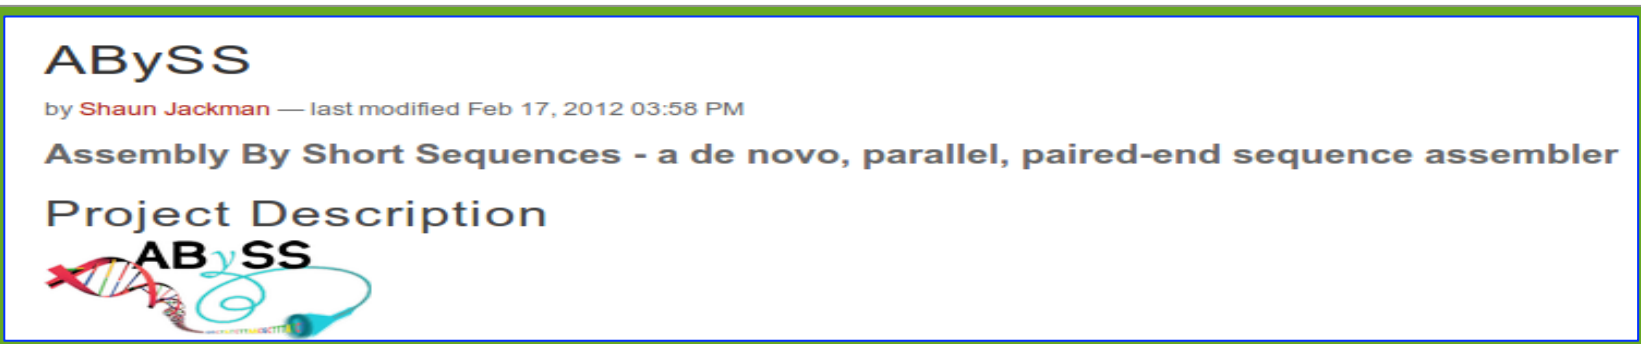 ABySS
by Shaun Jackman — last modified Feb 17, 2012 03:58 PM
Assembly By Short Sequences - a de novo, parallel, paired-end sequence assembler
Project Description
ABySS